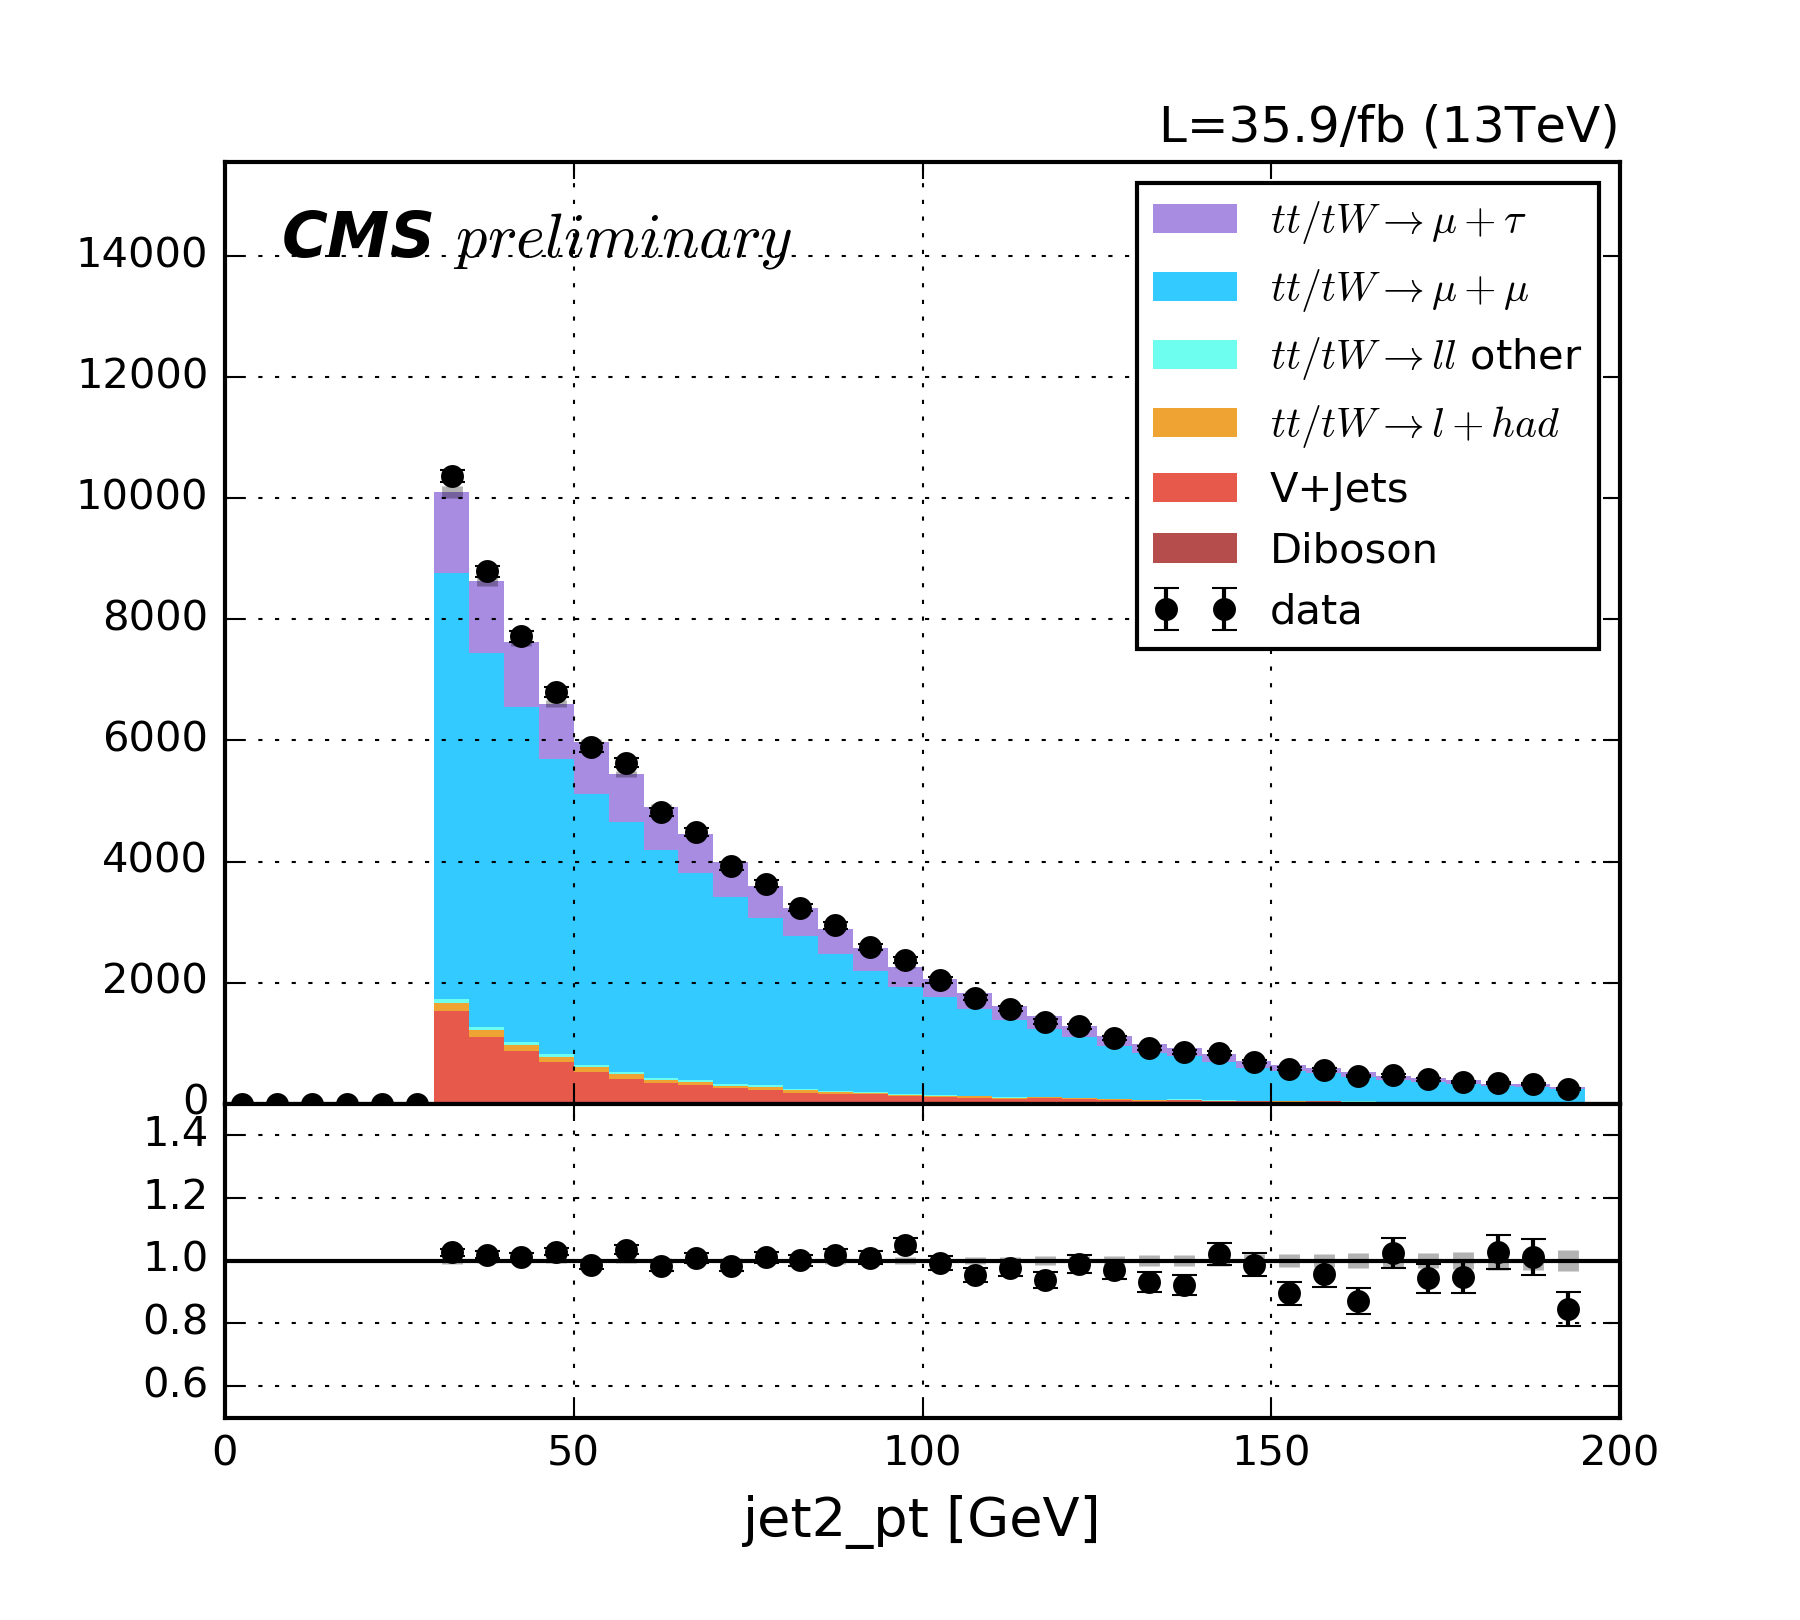 L=35.9/fb (13TeV)
CMS preliminary
14000
12000
10000
8000
6000
4000
2000
0
tt/tW→μ+τ
tt/tW→μ+μ
tt/tW→ll other
tt/tW→l+had
V+Jets
Diboson
data
1.4
1.2
1.0
0.8
0.6
0 50 100 150 200
jet2_pt [GeV]